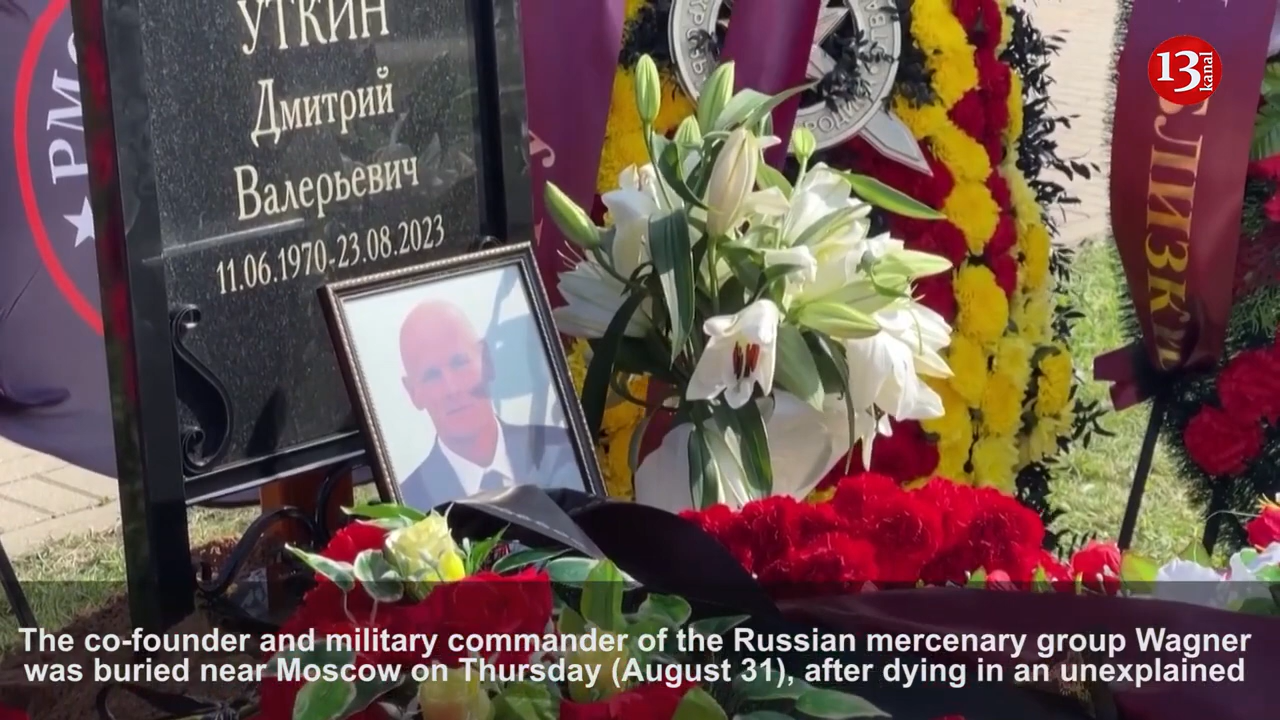 УТКИН
Дмитрий
Валерьевич
11.06.1970-23.08.2023
13
kanal
The co-founder and military commander of the Russian mercenary group Wagner
was buried near Moscow on Thursday (August 31), after dying in an unexplained